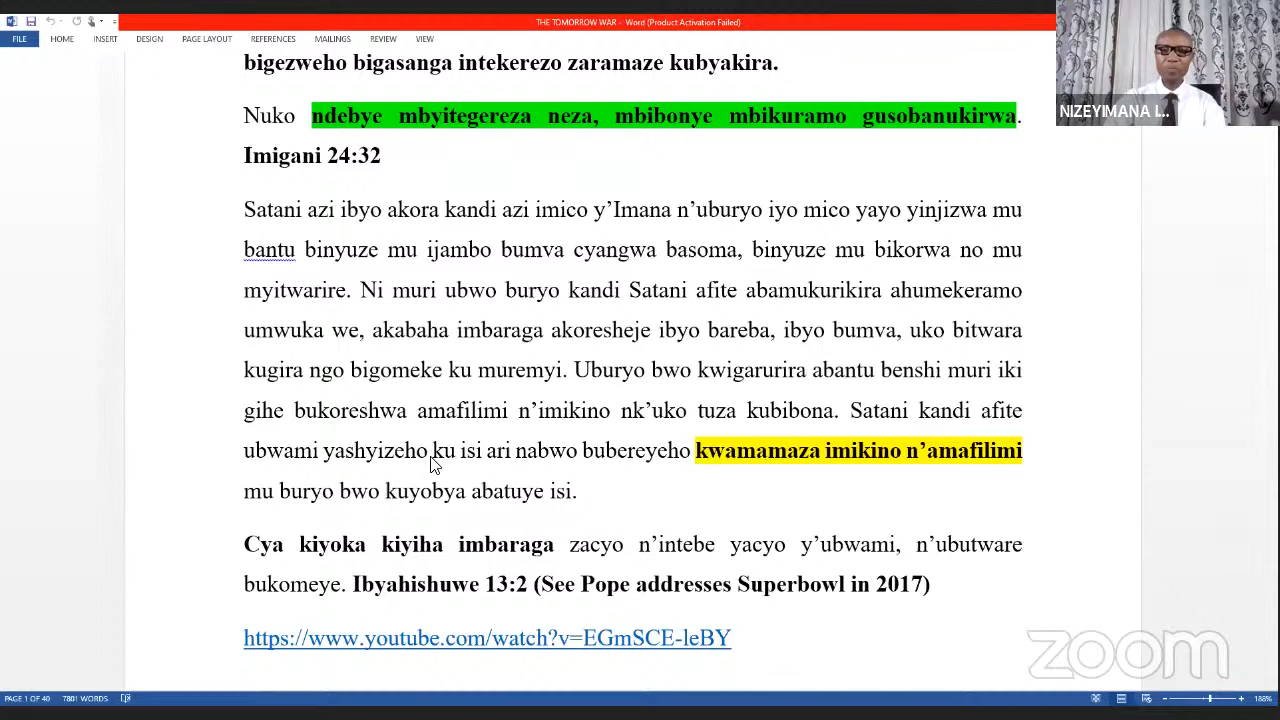 THE TOMORROW WAR - Word (Product Activation Failed)
FILE HOME INSERT DESIGN PAGE LAYOUT REFERENCES MAILINGS REVIEW VIEW
NIZEYIMANA I...
bigezweho bigasanga intekerezo zaramaze kubyakira.
Nuko ndebye mbyitegereza neza, mbibonye mbikuramo gusobanukirwa.
Imigani 24:32
Satani azi ibyo akora kandi azi imico y’Imana n’uburyo iyo mico yayo yinjizwa mu
bantu binyuze mu ijambo bumva cyangwa basoma, binyuze mu bikorwa no mu
myitwarire. Ni muri ubwo buryo kandi Satani afite abamukurikira ahumekeramo
umwuka we, akabaha imbaraga akoresheje ibyo bareba, ibyo bumva, uko bitwara
kugira ngo bigomeke ku muremyi. Uburyo bwo kwigarurira abantu benshi muri iki
gihe bukoreshwa amafilimi n’imikino nk’uko tuza kubibona. Satani kandi afite
ubwami yashyizeho ku isi ari nabwo bubereyeho kwamamaza imikino n’amafilimi
mu buryo bwo kuyobya abatuye isi.
Cya kiyoka kiyiha imbaraga zacyo n’intebe yacyo y’ubwami, n’ubutware
bukomeye. Ibyahishuwe 13:2 (See Pope addresses Superbowl in 2017)
https://www.youtube.com/watch?v=EGmSCE-leBY
zoom
PAGE 1 OF 40 7801 WORDS 188%